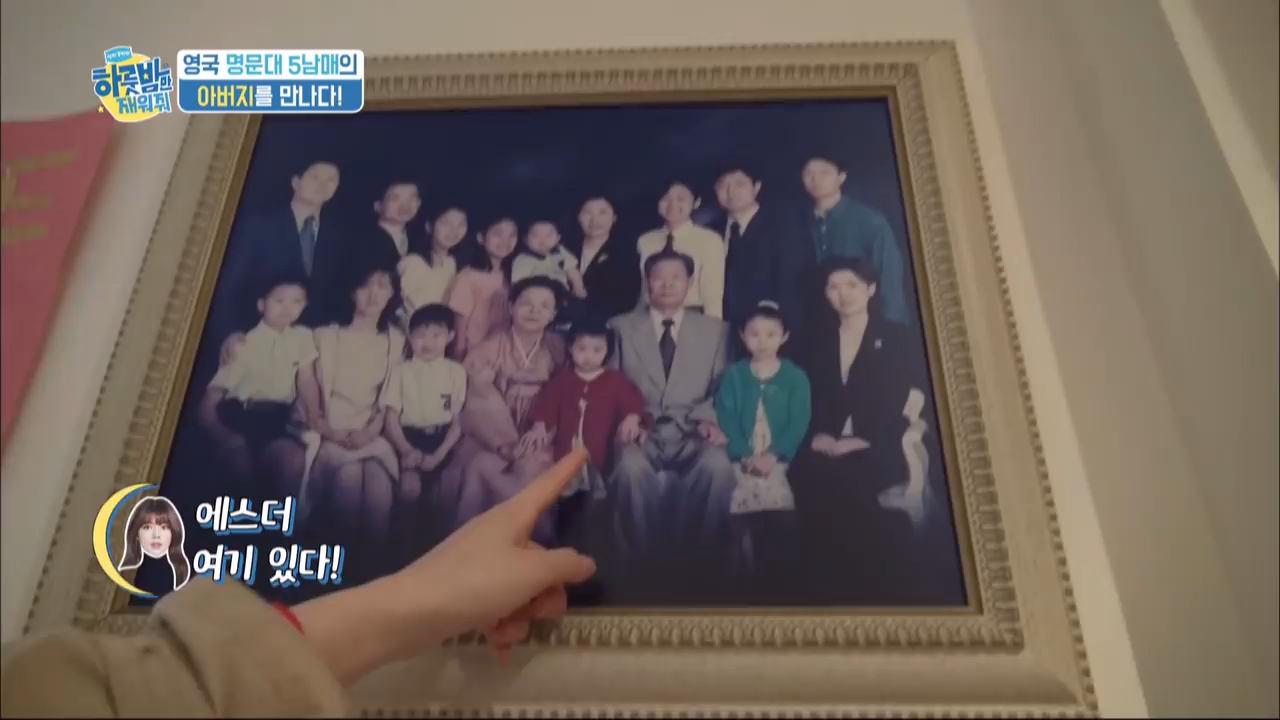 하룻밤만
재워줘
영국 명문대 5남매의
아버지를 만나다!
에스더
여기 있다!